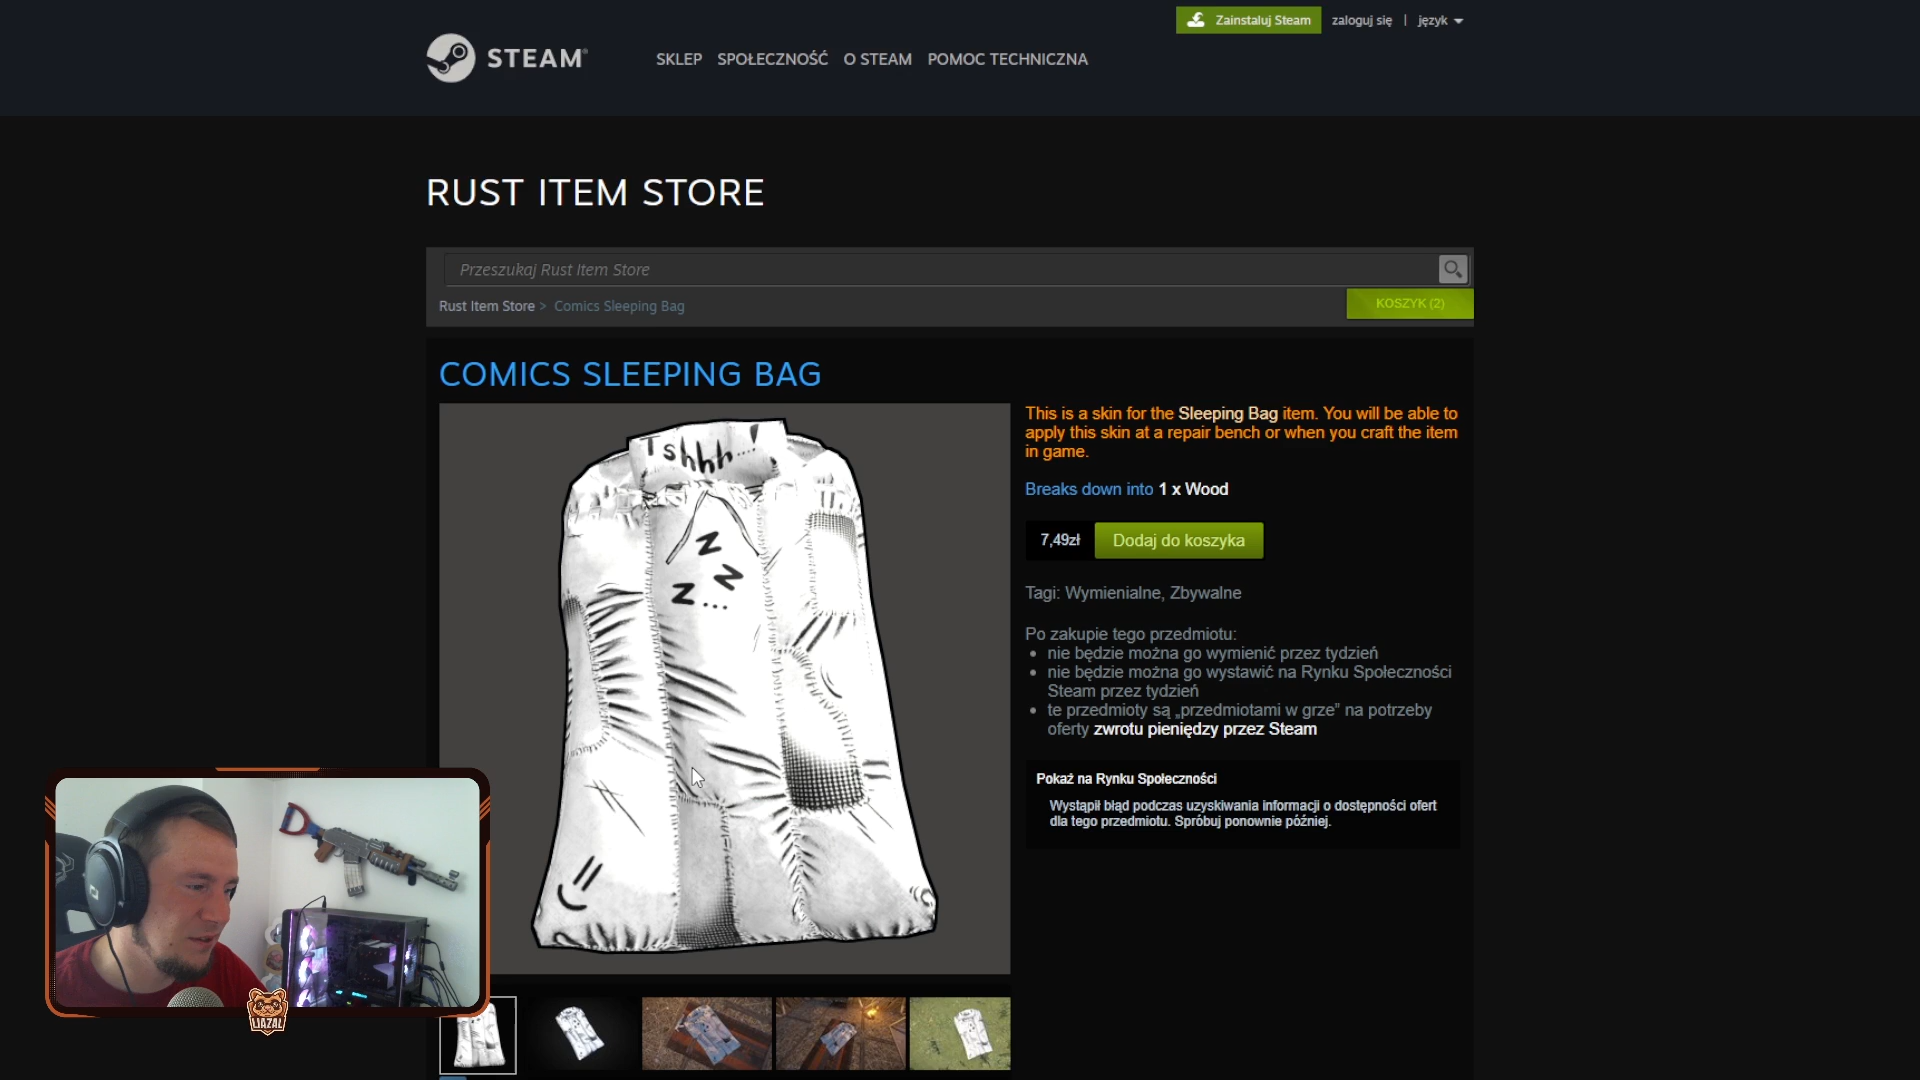 Zainstaluj Steam
zaloguj się | język
STEAM®
SKLEP SPOŁECZNOŚĆ O STEAM POMOC TECHNICZNA
RUST ITEM STORE
Przeszukaj Rust Item Store
Rust Item Store > Comics Sleeping Bag
KOSZYK (2)
COMICS SLEEPING BAG
Tshhh...!
z
z
z...
This is a skin for the Sleeping Bag item. You will be able to
apply this skin at a repair bench or when you craft the item
in game.
Breaks down into 1 x Wood
7,49zł
Dodaj do koszyka
Tagi: Wymienialne, Zbywalne
Po zakupie tego przedmiotu:
nie będzie można go wymienić przez tydzień
nie będzie można go wystawić na Rynku Społeczności
Steam przez tydzień
te przedmioty są „przedmiotami w grze" na potrzeby
oferty zwrotu pieniędzy przez Steam
Pokaż na Rynku Społeczności
Wystąpił błąd podczas uzyskiwania informacji o dostępności ofert
dla tego przedmiotu. Spróbuj ponownie później.